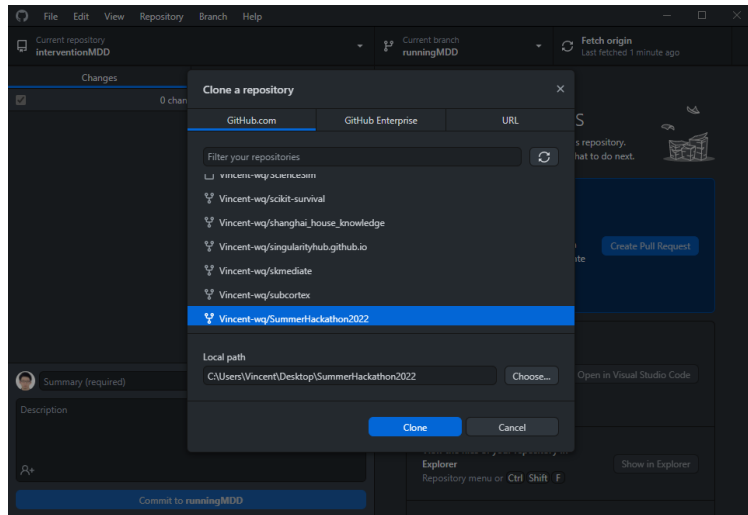 File Edit View Repository Branch Help
Current repository
interventionMDD
Current branch
runningMDD
Fetch origin
Last fetched 1 minute ago
Changes
0 chan
Clone a repository
GitHub.com GitHub Enterprise URL
Filter your repositories
Vincent-wq/ScienceSim
Vincent-wq/scikit-survival
Vincent-wq/shanghai_house_knowledge
Vincent-wq/singularityhub.github.io
Vincent-wq/skmediate
Vincent-wq/subcortex
Vincent-wq/SummerHackathon2022
Local path
C:\Users\Vincent\Desktop\SummerHackathon2022
Choose...
Clone Cancel
S
s repository.
hat to do next.
Create Pull Request
ate
Open in Visual Studio Code
Summary (required)
Description
Commit to runningMDD
Explorer
Show in Explorer
Repository menu or Ctrl Shift F